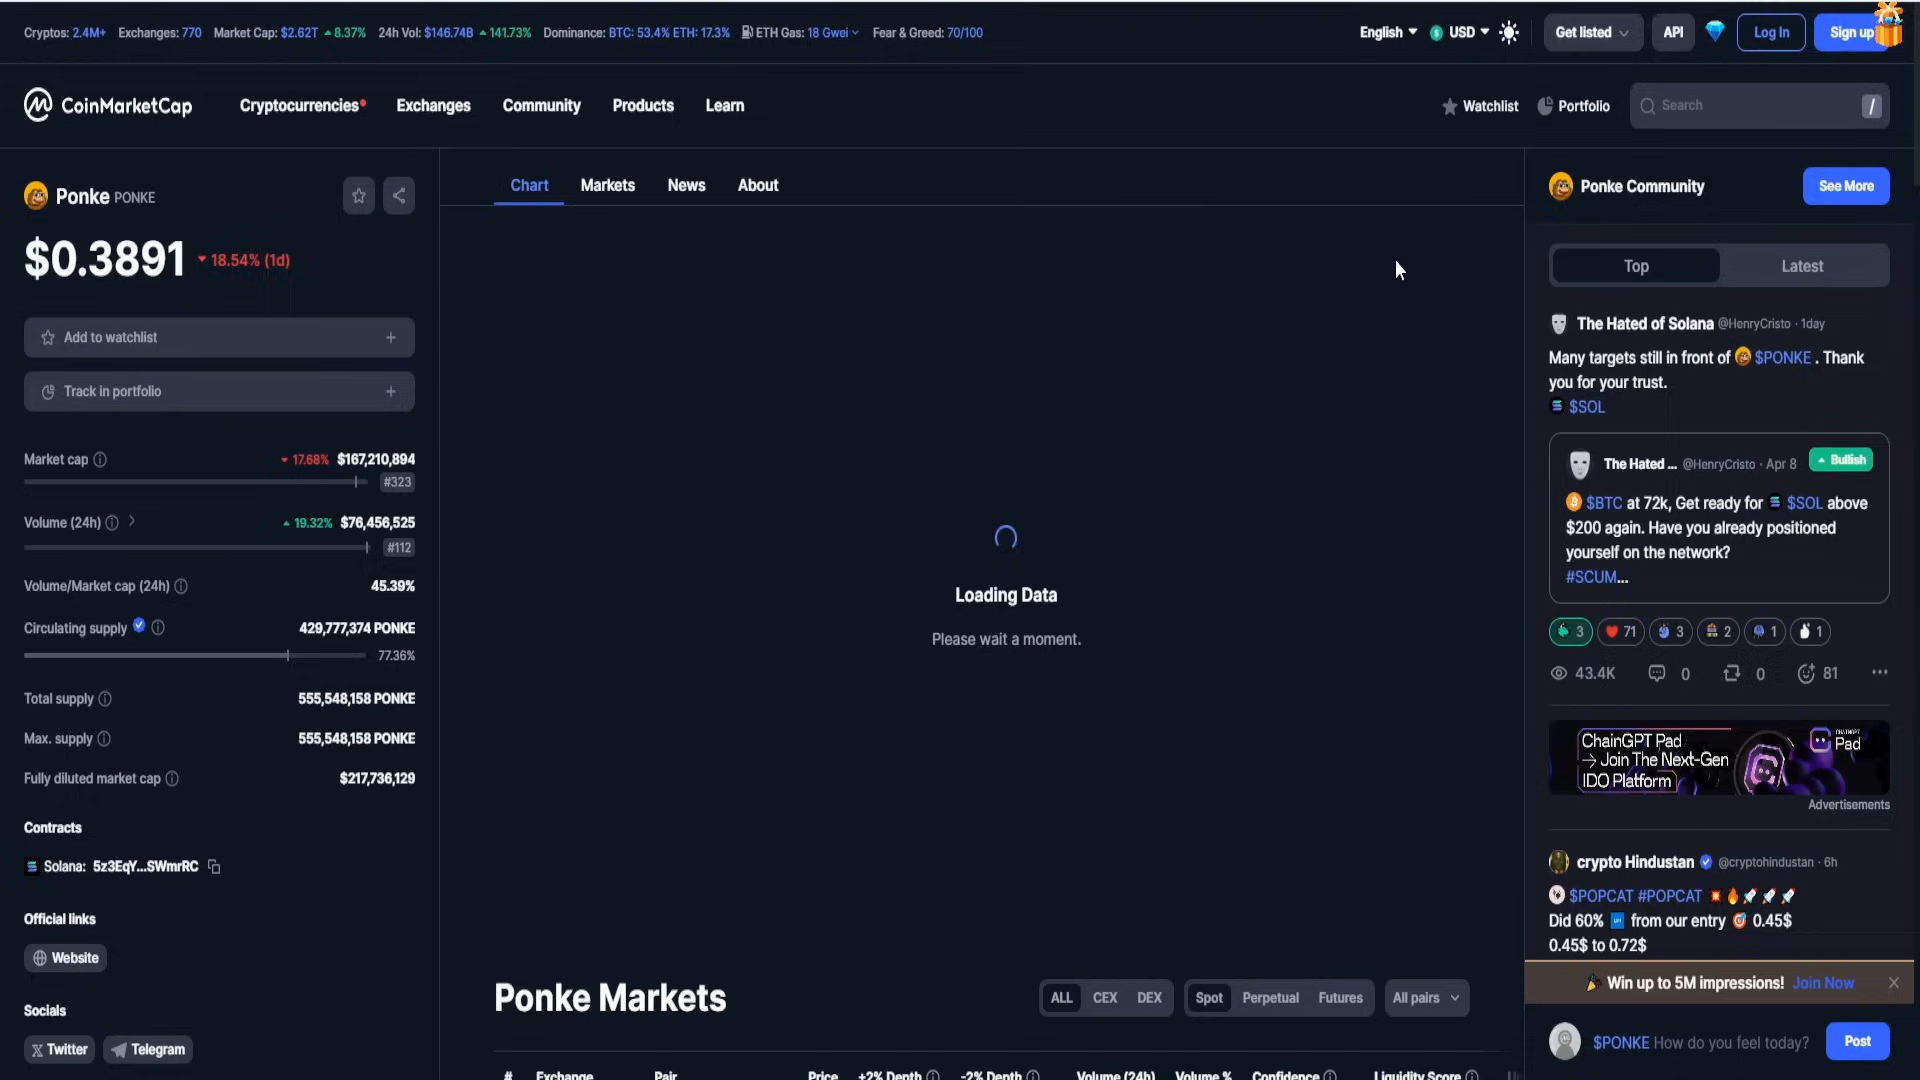 Cryptos: 2.4M+ Exchanges: 770 Market Cap: $2.62T 8.37% 24h Vol: $146.74B 141.73% Dominance: BTC: 53.4% ETH: 17.3% ETH Gas: 18 Gwei Fear & Greed: 70/100
English USD Get listed API Log In Sign up
CoinMarketCap Cryptocurrencies Exchanges Community Products Learn Watchlist Portfolio Search /
Ponke PONKE
$0.3891 18.54% (1d)
Add to watchlist +
Track in portfolio +
Market cap 17.68% $167,210,894
#323
Volume (24h) 19.32% $76,456,525
#112
Volume/Market cap (24h) 45.39%
Circulating supply 429,777,374 PONKE
77.36%
Total supply 555,548,158 PONKE
Max. supply 555,548,158 PONKE
Fully diluted market cap $217,736,129
Contracts
Solana: 5z3EqY...SWmrRC
Official links
Website
Socials
Twitter Telegram
Chart Markets News About
Loading Data
Please wait a moment.
Ponke Markets ALL CEX DEX Spot Perpetual Futures All pairs
# Exchange Pair Price +2% Depth -2% Depth Volume (24h) Volume % Confidence Liquidity Score
Ponke Community See More
Top Latest
The Hated of Solana @HenryCristo · 1day
Many targets still in front of $PONKE . Thank
you for your trust.
$SOL
The Hated ... @HenryCristo · Apr 8 Bullish
$BTC at 72k, Get ready for $SOL above
$200 again. Have you already positioned
yourself on the network?
#SCUM...
3 71 3 2 1 1
43.4K 0 0 81 ...
ChainGPT Pad
→ Join The Next-Gen
IDO Platform
Pad
Advertisements
crypto Hindustan @cryptohindustan · 6h
$POPCAT #POPCAT
Did 60% from our entry 0.45$
0.45$ to 0.72$
Win up to 5M impressions! Join Now
$PONKE How do you feel today? Post